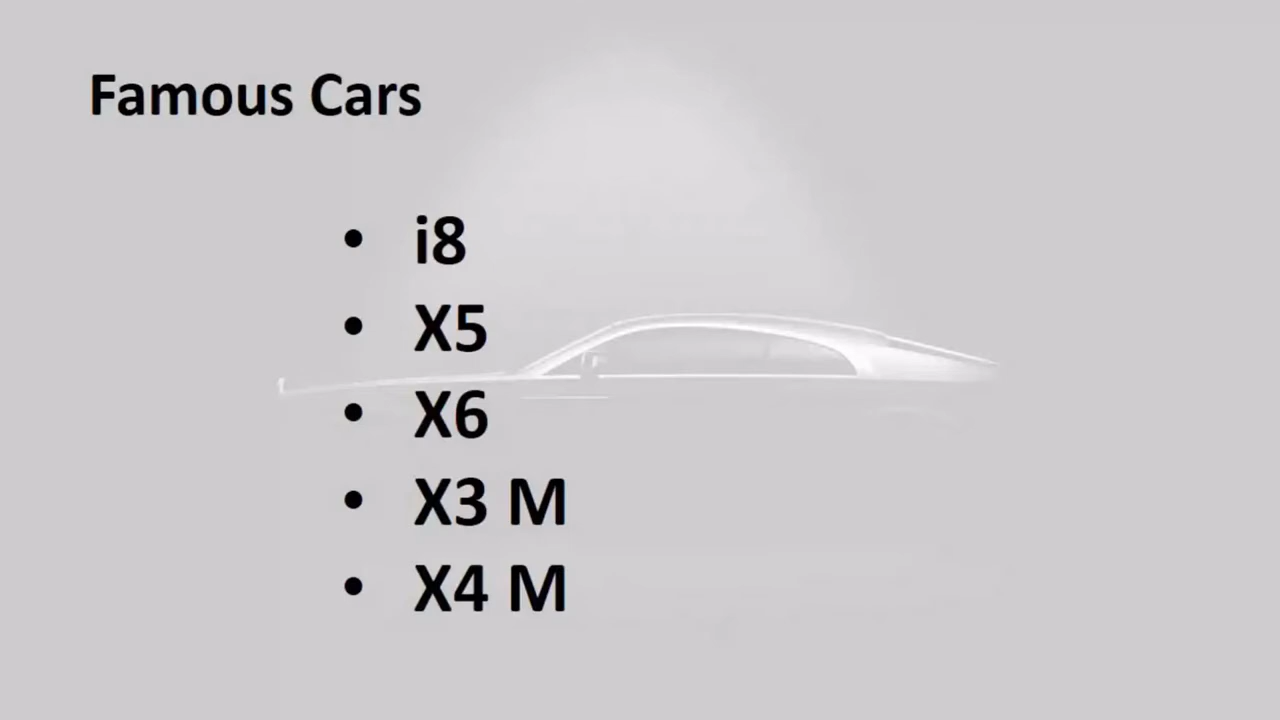 Famous Cars
• i8
• X5
• X6
• X3 M
• X4 M